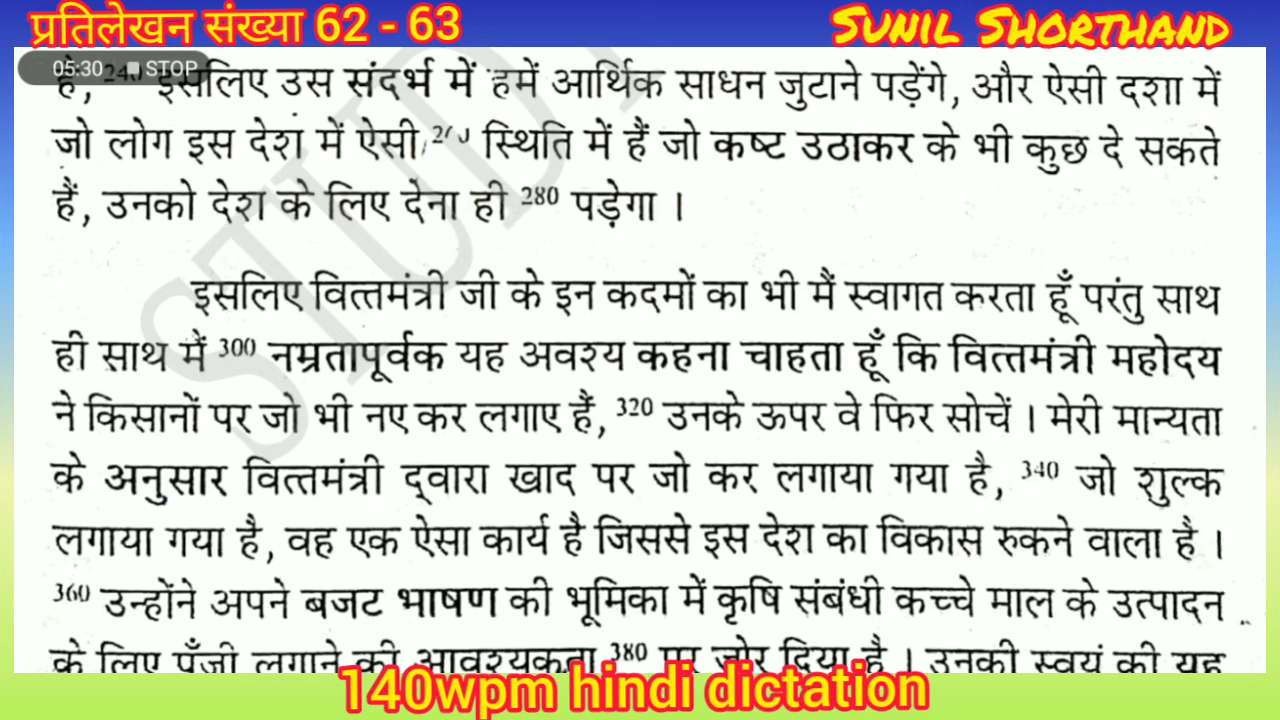 प्रतिलेखन संख्या 62 - 63
Sunil Shorthand
05:30 STOP
है, 240 इसलिए उस संदर्भ में हमें आर्थिक साधन जुटाने पड़ेंगे, और ऐसी दशा में
जो लोग इस देश में ऐसी स्थिति में हैं जो कष्ट उठाकर के भी कुछ दे सकते
हैं, उनको देश के लिए देना ही 280 पड़ेगा ।
इसलिए वित्तमंत्री जी के इन कदमों का भी मैं स्वागत करता हूँ परंतु साथ
ही साथ मैं 300 नम्रतापूर्वक यह अवश्य कहना चाहता हूँ कि वित्तमंत्री महोदय
ने किसानों पर जो भी नए कर लगाए हैं, 320 उनके ऊपर वे फिर सोचें । मेरी मान्यता
के अनुसार वित्तमंत्री द्वारा खाद पर जो कर लगाया गया है, 340 जो शुल्क
लगाया गया है, वह एक ऐसा कार्य है जिससे इस देश का विकास रुकने वाला है ।
360 उन्होंने अपने बजट भाषण की भूमिका में कृषि संबंधी कच्चे माल के उत्पादन
के लिए पूँजी लगाने की आवश्यकता 380 पर जोर दिया है । उनकी स्वयं की यह
140wpm hindi dictation
STUDY